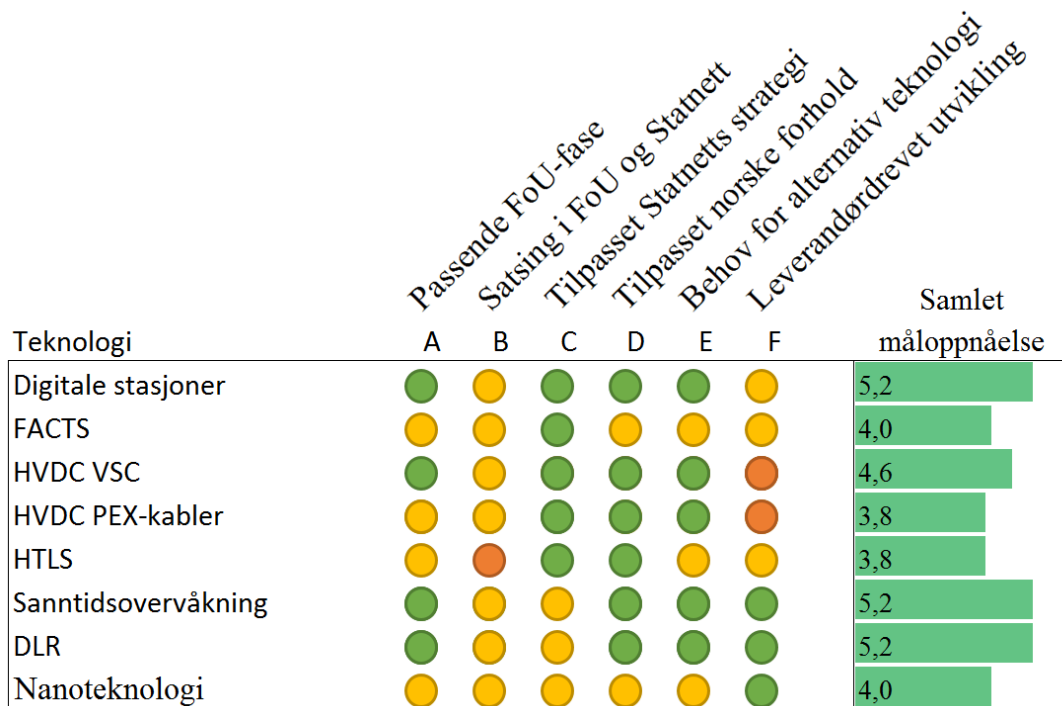 Passende FoU-fase
Satsing i FoU og Statnett
Tilpasset Statnetts strategi
Tilpasset norske forhold
Behov for alternativ teknologi
Leverandørdrevet utvikling
Samlet
Teknologi A B C D E F måloppnåelse
Digitale stasjoner 5,2
FACTS 4,0
HVDC VSC 4,6
HVDC PEX-kabler 3,8
HTLS 3,8
Sanntidsovervåkning 5,2
DLR 5,2
Nanoteknologi 4,0